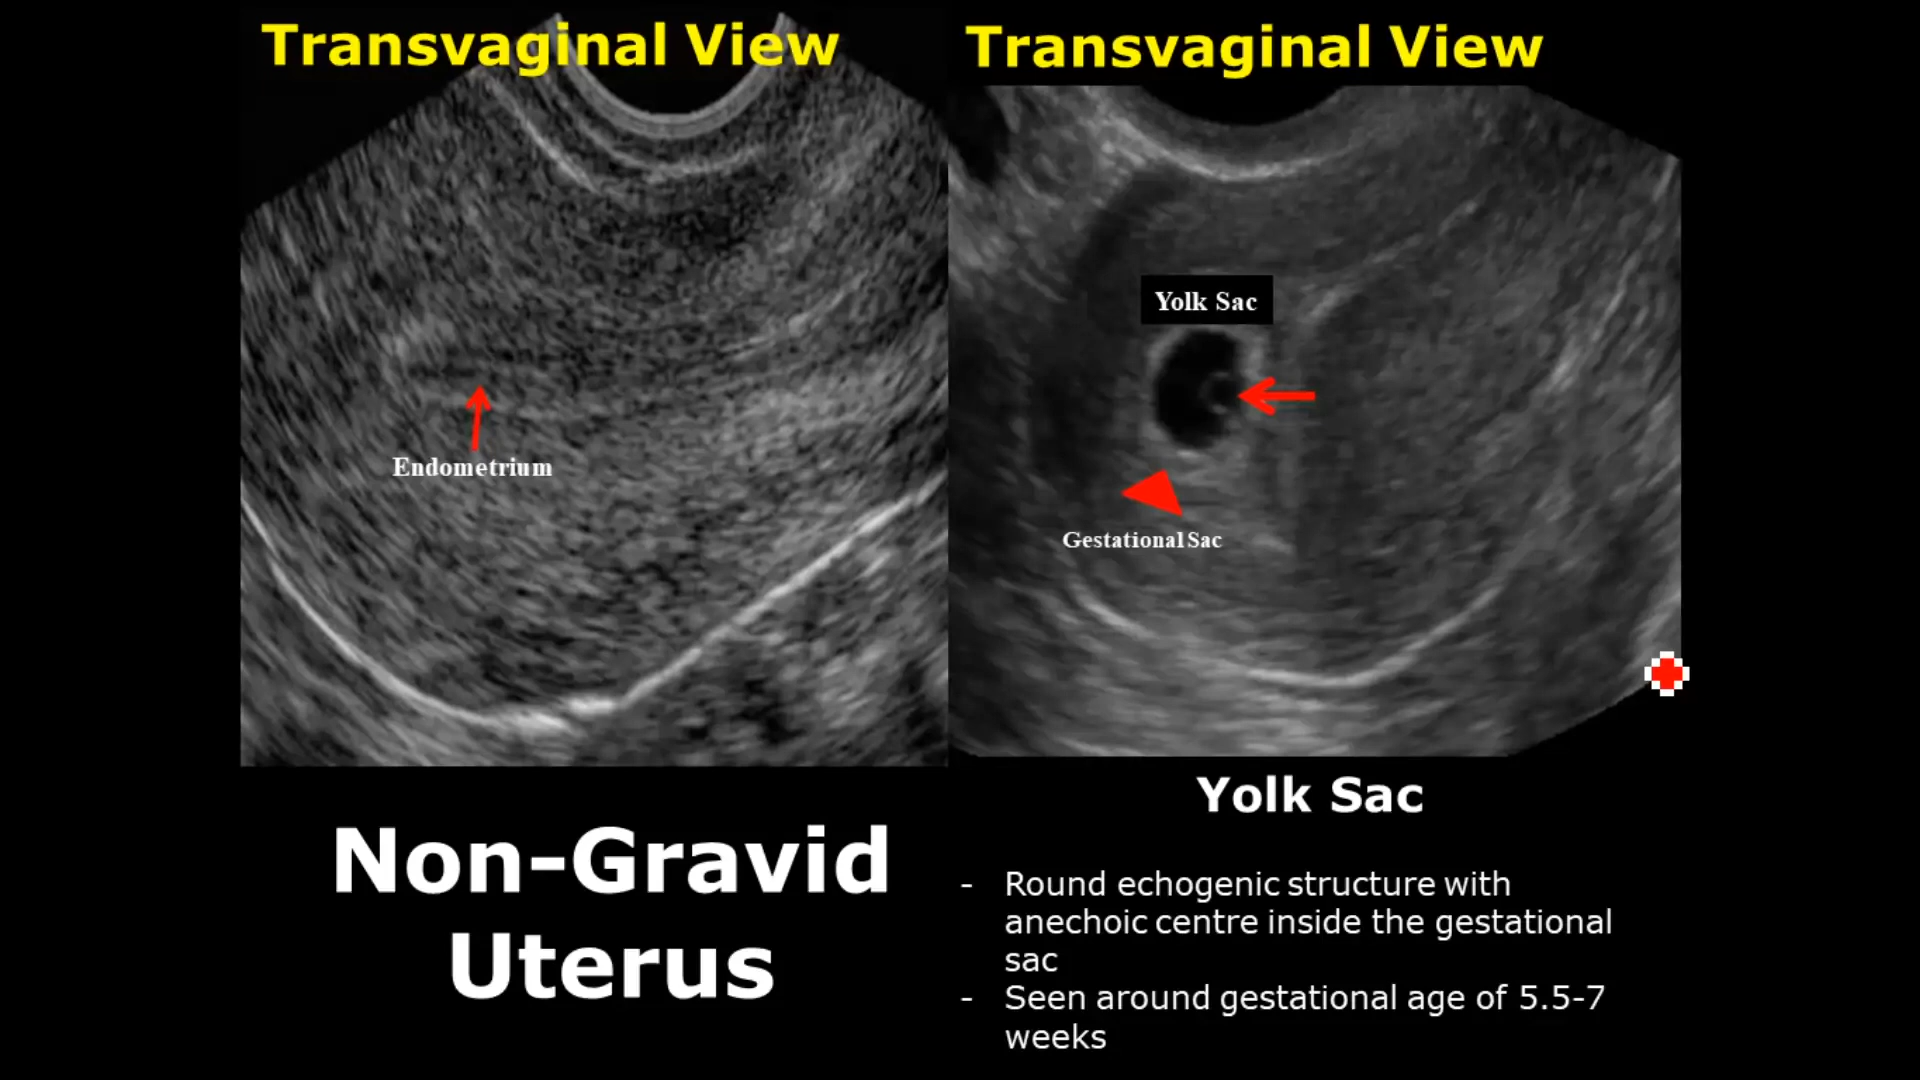 Transvaginal View
Endometrium
Non-Gravid
Uterus
Transvaginal View
Yolk Sac
Gestational Sac
Yolk Sac
- Round echogenic structure with
anechoic centre inside the gestational
sac
- Seen around gestational age of 5.5-7
weeks